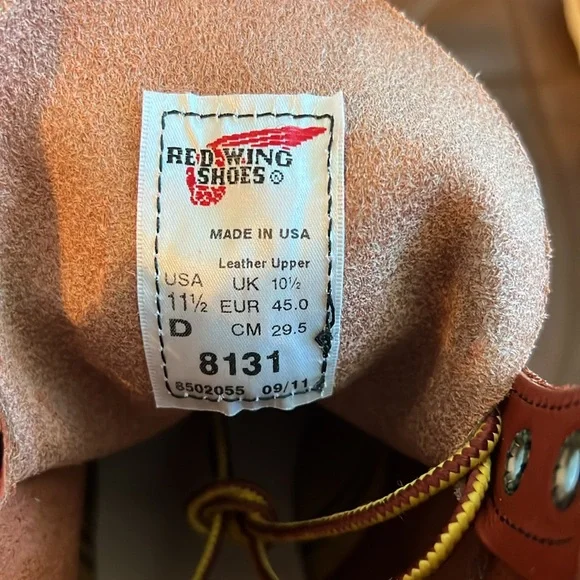 RED WING
SHOES®
MADE IN USA
Leather Upper
USA UK 10½
11½ EUR 45.0
D CM 29.5
8131
8502055 09/11